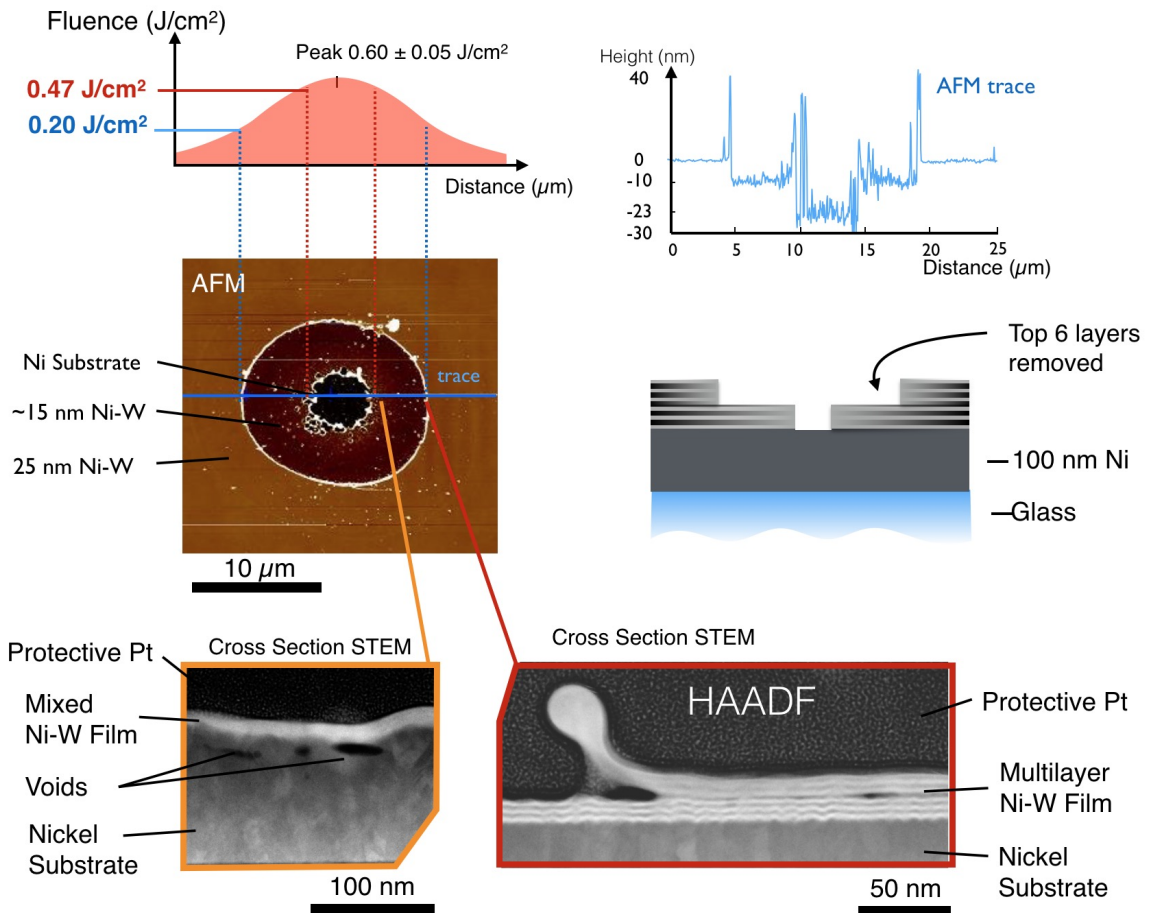 Fluence (J/cm²)
Peak 0.60 ± 0.05 J/cm²
0.47 J/cm²
0.20 J/cm²
Distance (µm)
Height (nm)
40
0
-10
-23
-30
AFM trace
0
5
10
15
20
25
Distance (µm)
AFM
Ni Substrate
trace
~15 nm Ni-W
25 nm Ni-W
10 µm
Top 6 layers
removed
100 nm Ni
Glass
Cross Section STEM
Protective Pt
Mixed
Ni-W Film
Voids
Nickel
Substrate
100 nm
Cross Section STEM
HAADF
Protective Pt
Multilayer
Ni-W Film
Nickel
Substrate
50 nm